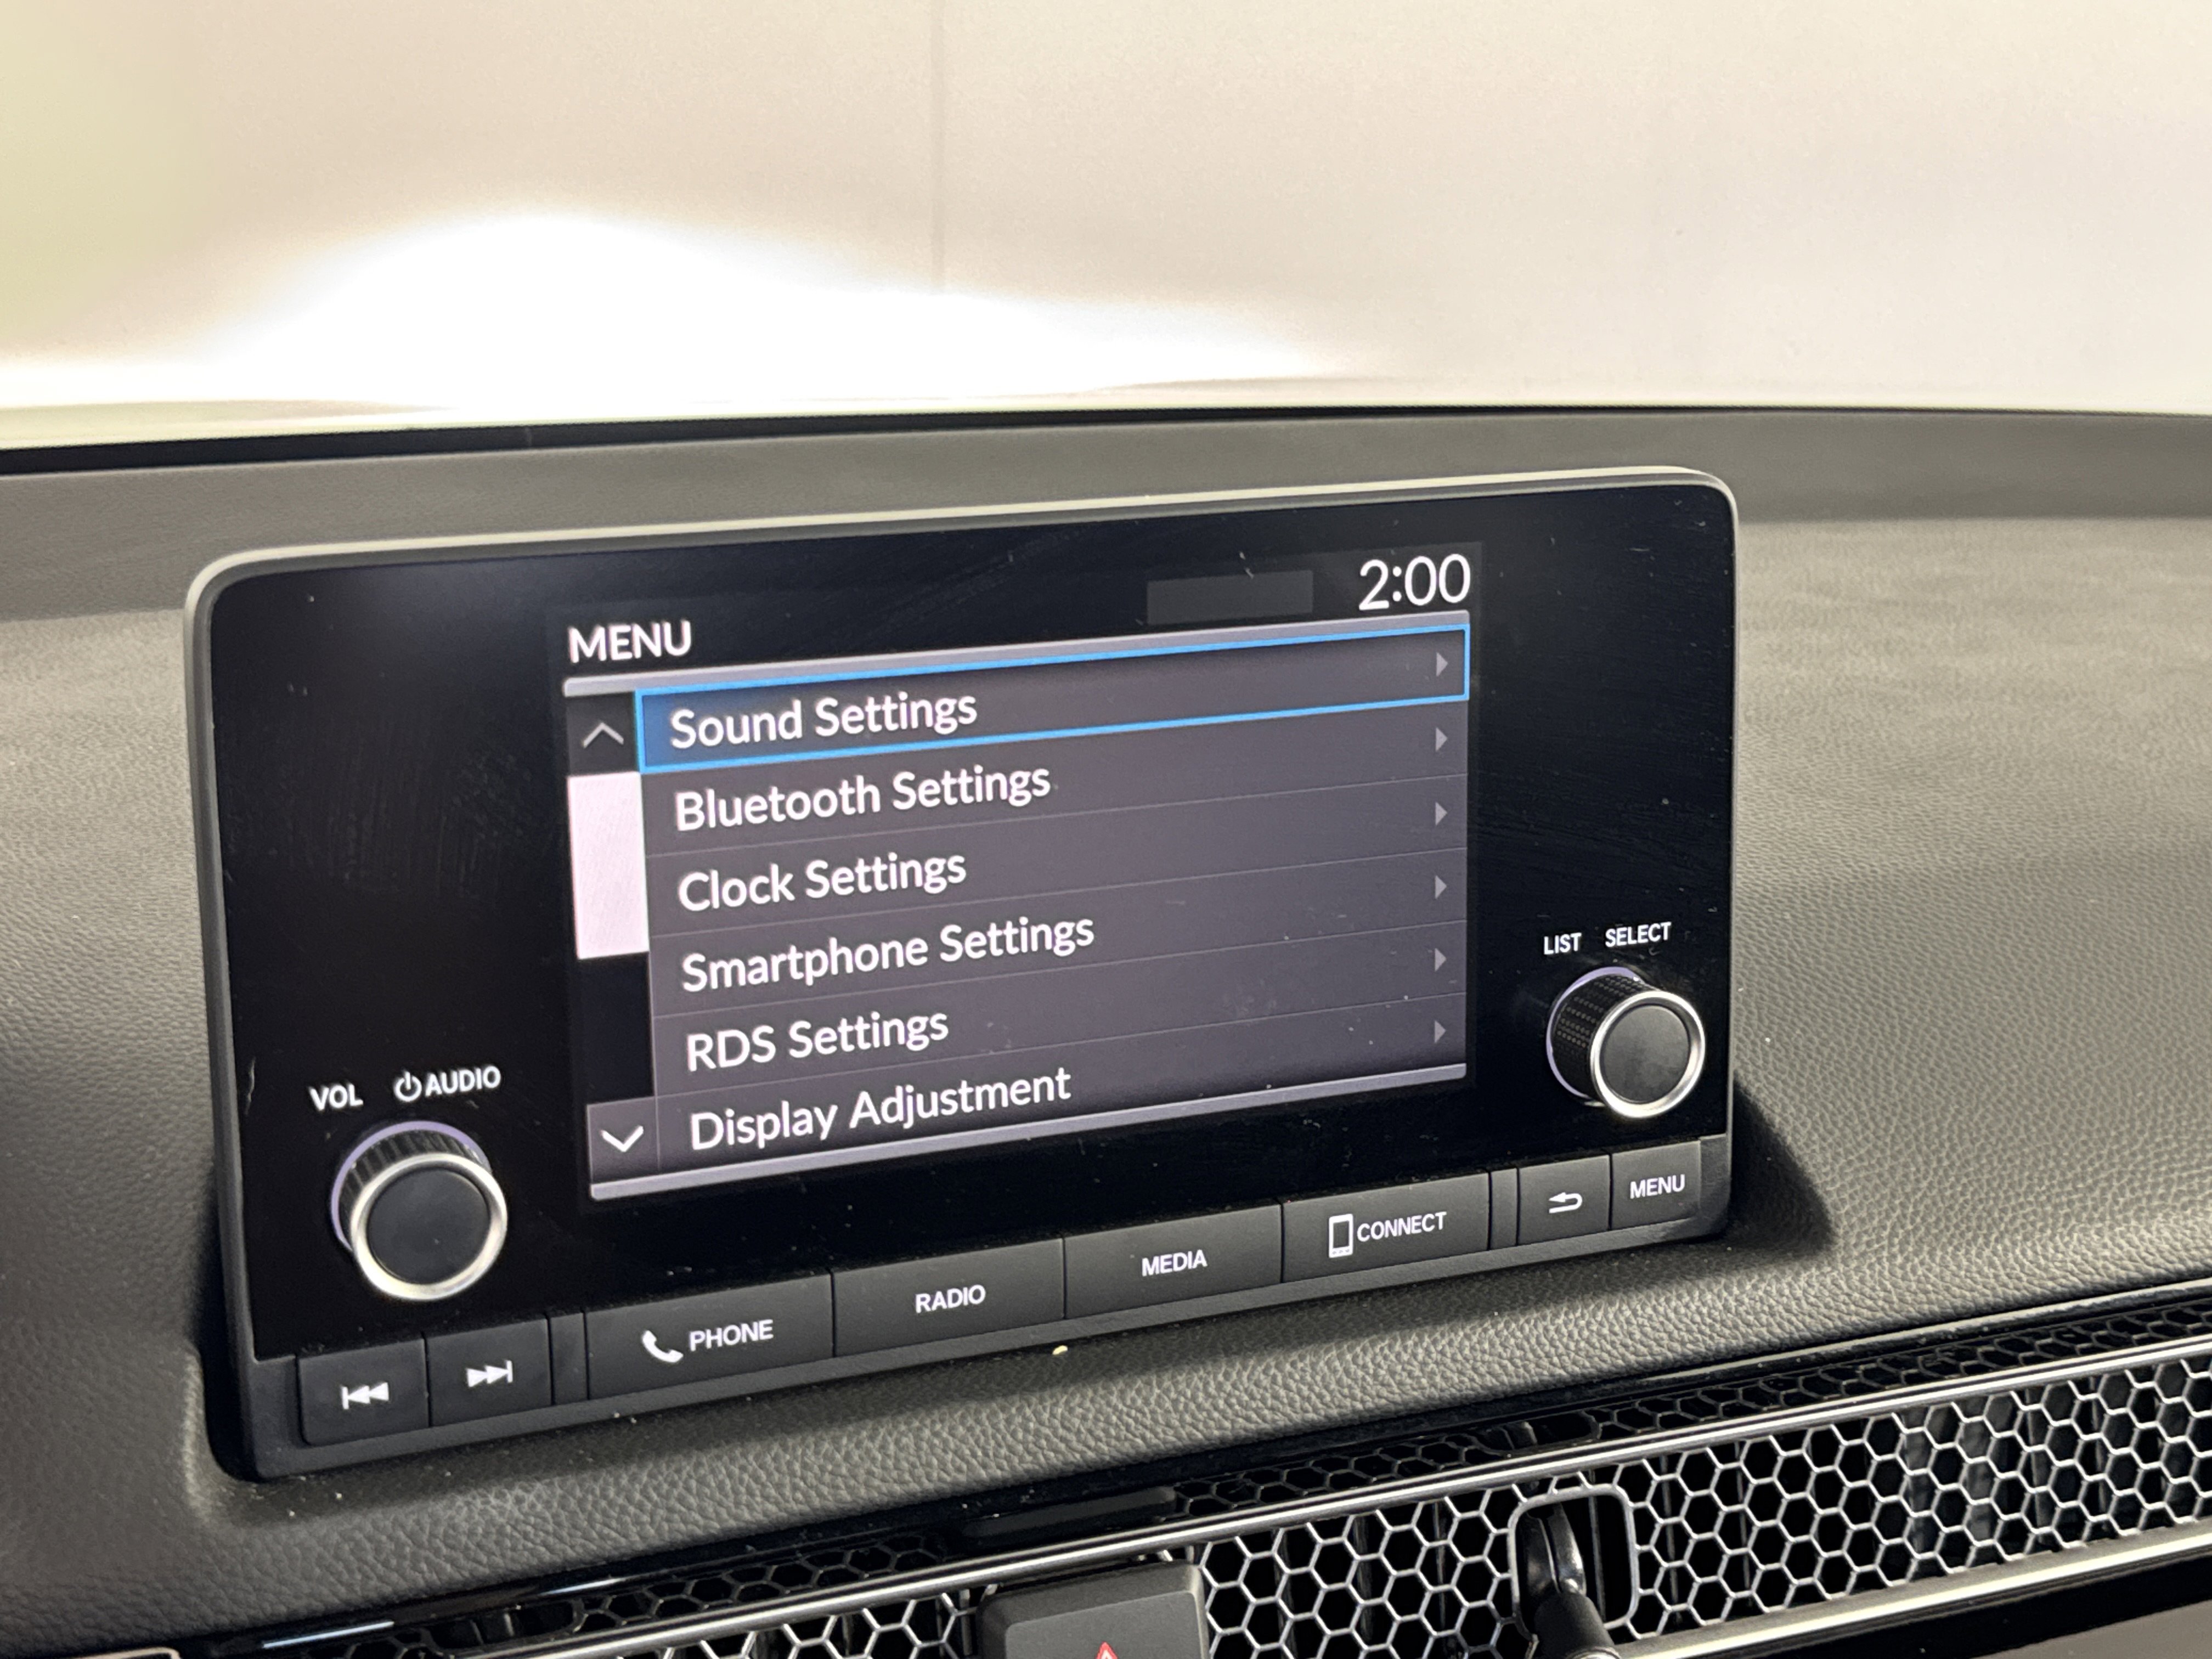 2:00
MENU
Sound Settings
Bluetooth Settings
Clock Settings
Smartphone Settings
RDS Settings
Display Adjustment
LIST SELECT
VOL AUDIO
PHONE
RADIO
MEDIA
CONNECT
MENU